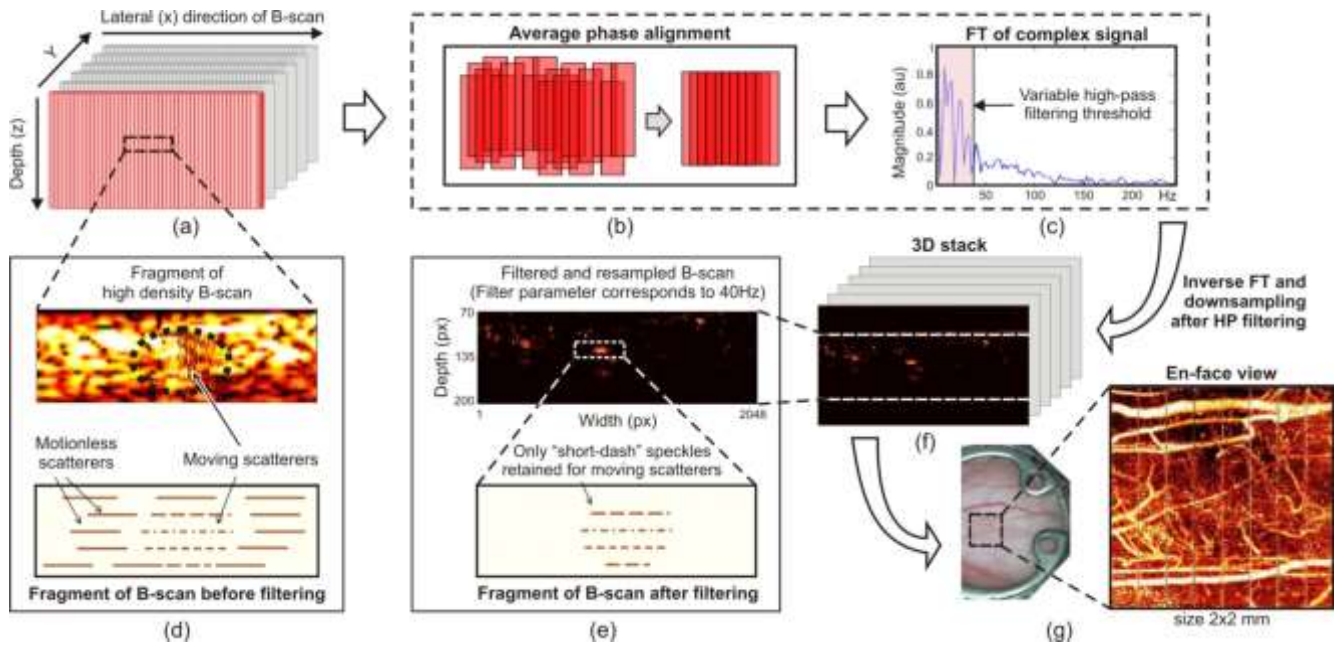 Lateral (x) direction of B-scan
Y
Depth (z)
(a)
Average phase alignment
(b)
FT of complex signal
Magnitude (au)
1
0.8
0.6
0.4
0.2
0
50
100
150
200
Hz
Variable high-pass
filtering threshold
(c)
Fragment of
high density B-scan
Motionless
scatterers
Moving scatterers
Fragment of B-scan before filtering
(d)
Filtered and resampled B-scan
(Filter parameter corresponds to 40Hz)
Depth (px)
70
135
200
1
2048
Width (px)
Only "short-dash" speckles
retained for moving scatterers
Fragment of B-scan after filtering
(e)
3D stack
(f)
Inverse FT and
downsampling
after HP filtering
En-face view
(g)
size 2x2 mm